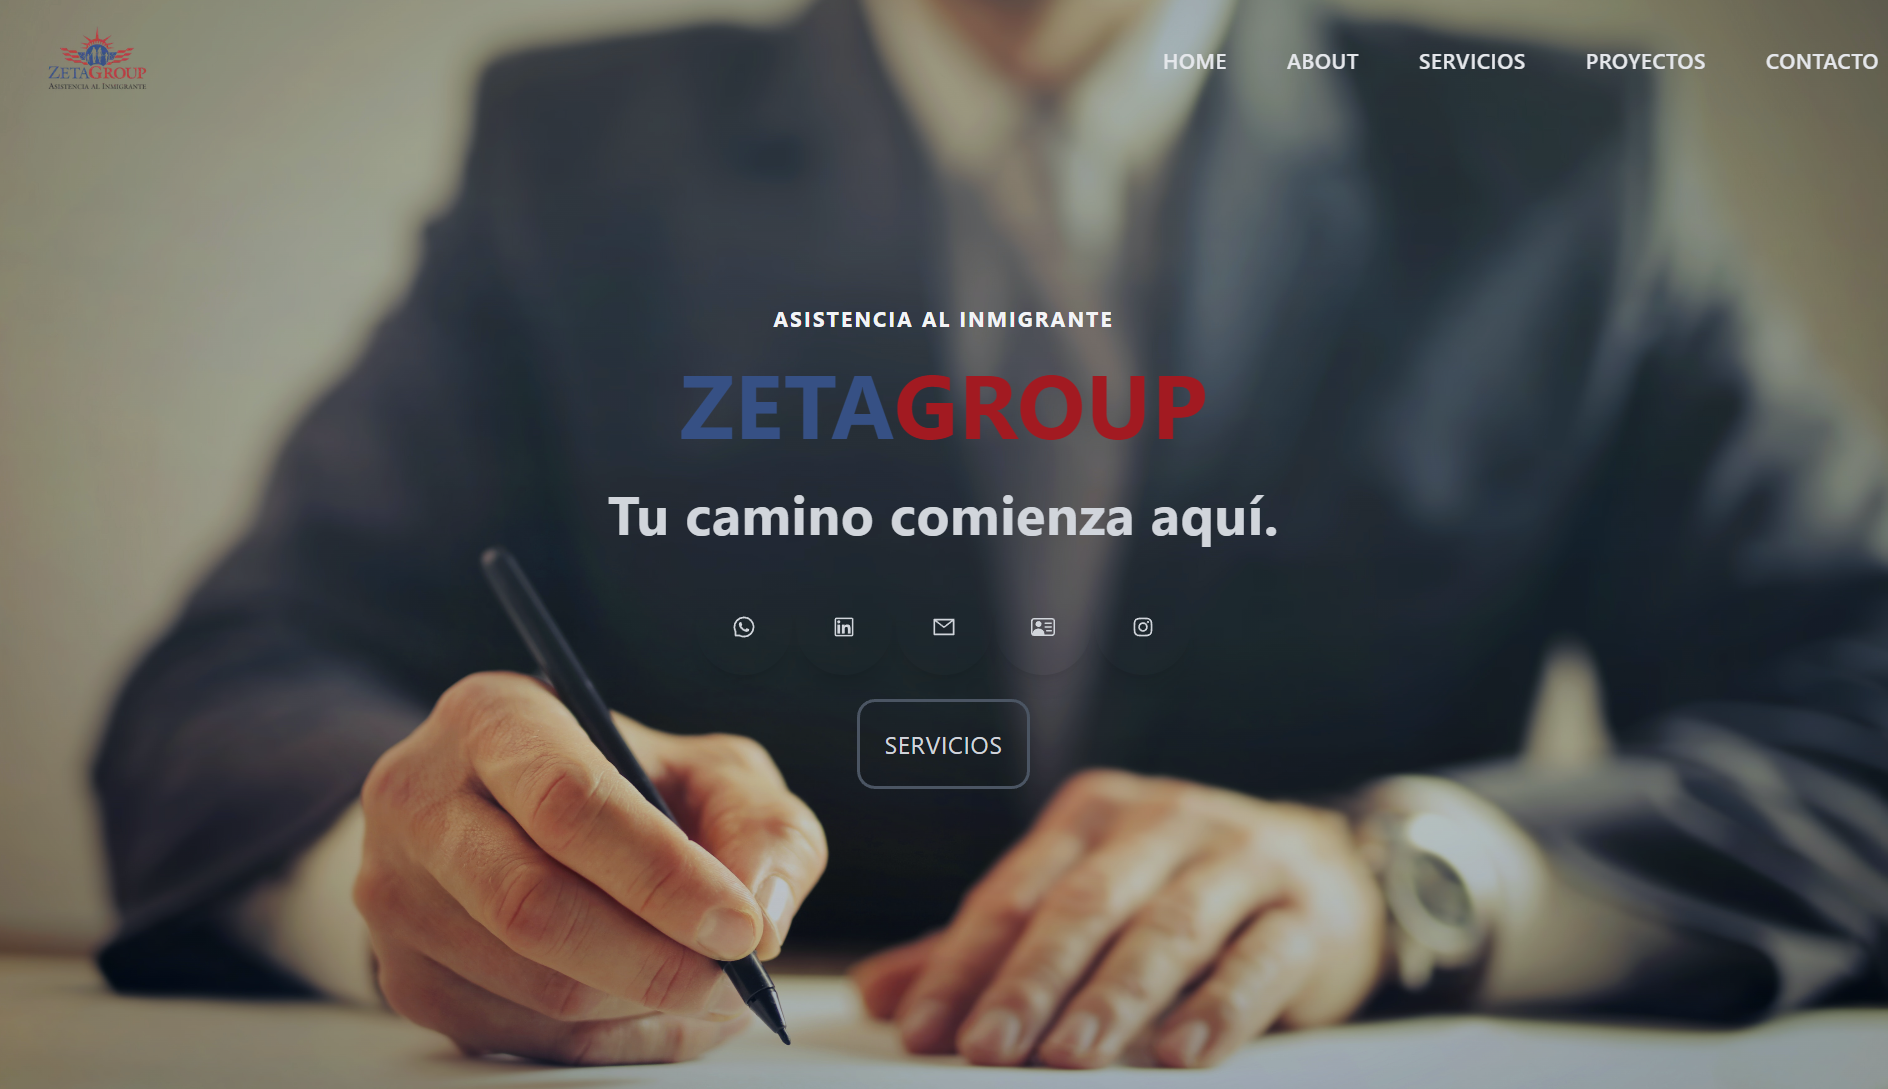 ZETAGROUP
ASISTENCIA AL INMIGRANTE
HOME ABOUT SERVICIOS PROYECTOS CONTACTO
ASISTENCIA AL INMIGRANTE
ZETAGROUP
Tu camino comienza aquí.
SERVICIOS